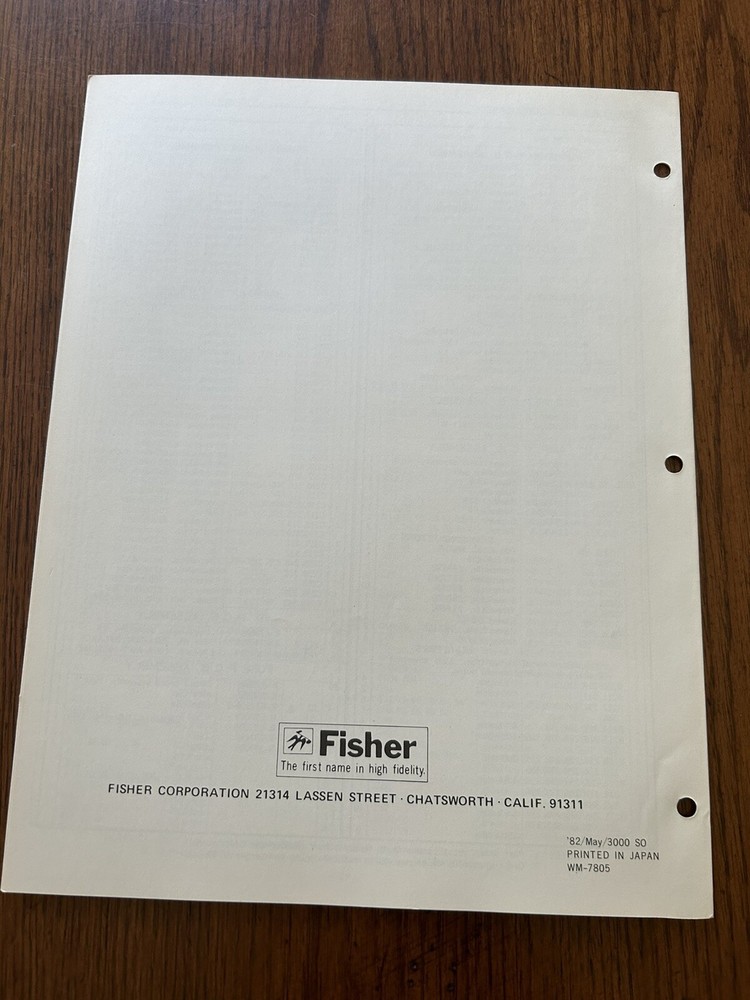 Fisher
The first name in high fidelity.
FISHER CORPORATION 21314 LASSEN STREET · CHATSWORTH · CALIF. 91311
'82/May/3000 SO
PRINTED IN JAPAN
WM-7805